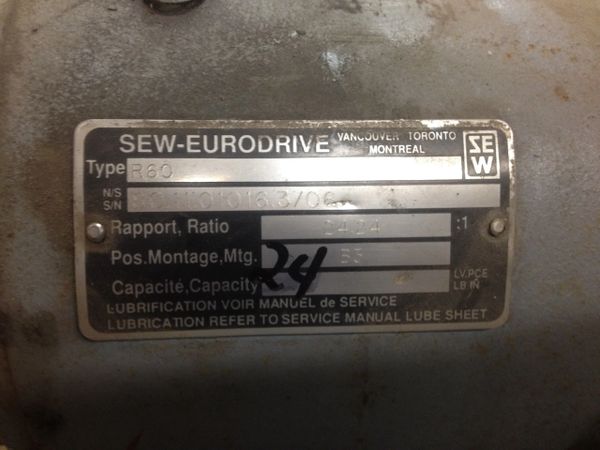 SEW-EURODRIVE VANCOUVER TORONTO MONTREAL SEW
Type R60
N/S S/N
Rapport, Ratio 24.24 :1
Pos.Montage,Mtg. B3
24
Capacité,Capacity LV.PCE LB IN
LUBRIFICATION VOIR MANUEL de SERVICE
LUBRICATION REFER TO SERVICE MANUAL LUBE SHEET